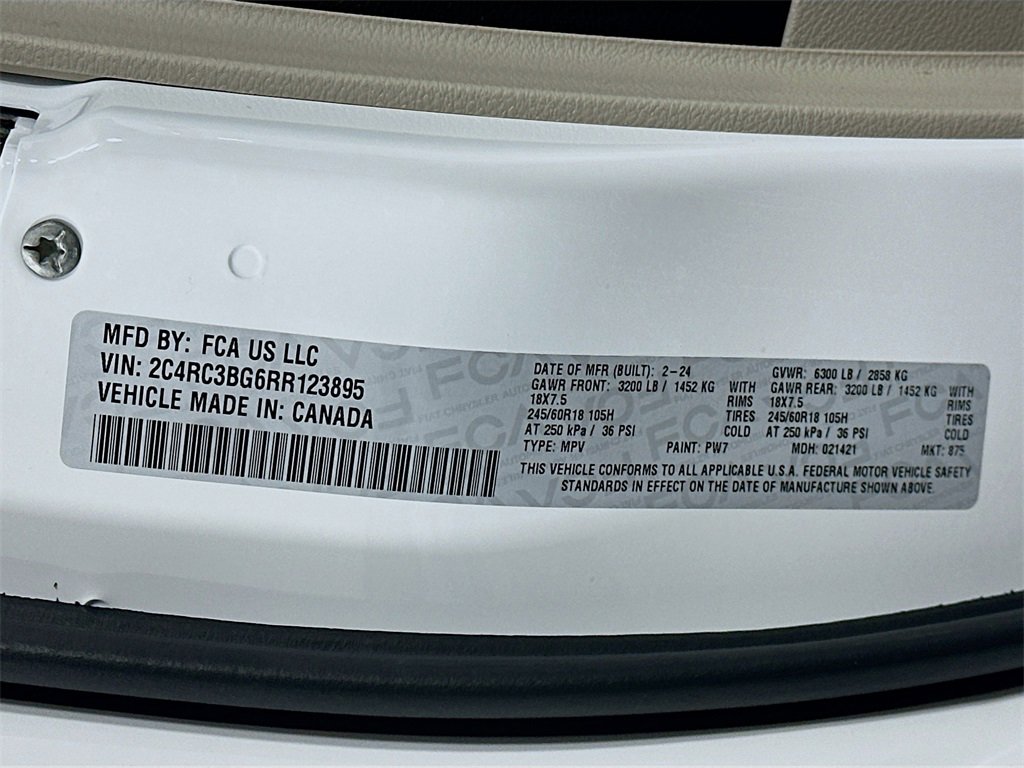 MFD BY: FCA US LLC
VIN: 2C4RC3BG6RR123895
VEHICLE MADE IN: CANADA
DATE OF MFR (BUILT): 2-24 GVWR: 6300 LB / 2858 KG
GAWR FRONT: 3200 LB / 1452 KG WITH GAWR REAR: 3200 LB / 1452 KG WITH
18X7.5 RIMS 18X7.5 RIMS
245/60R18 105H TIRES 245/60R18 105H TIRES
AT 250 kPa / 36 PSI COLD AT 250 kPa / 36 PSI COLD
TYPE: MPV PAINT: PW7 MDH: 021421 MKT: 875
THIS VEHICLE CONFORMS TO ALL APPLICABLE U.S.A. FEDERAL MOTOR VEHICLE SAFETY
STANDARDS IN EFFECT ON THE DATE OF MANUFACTURE SHOWN ABOVE.